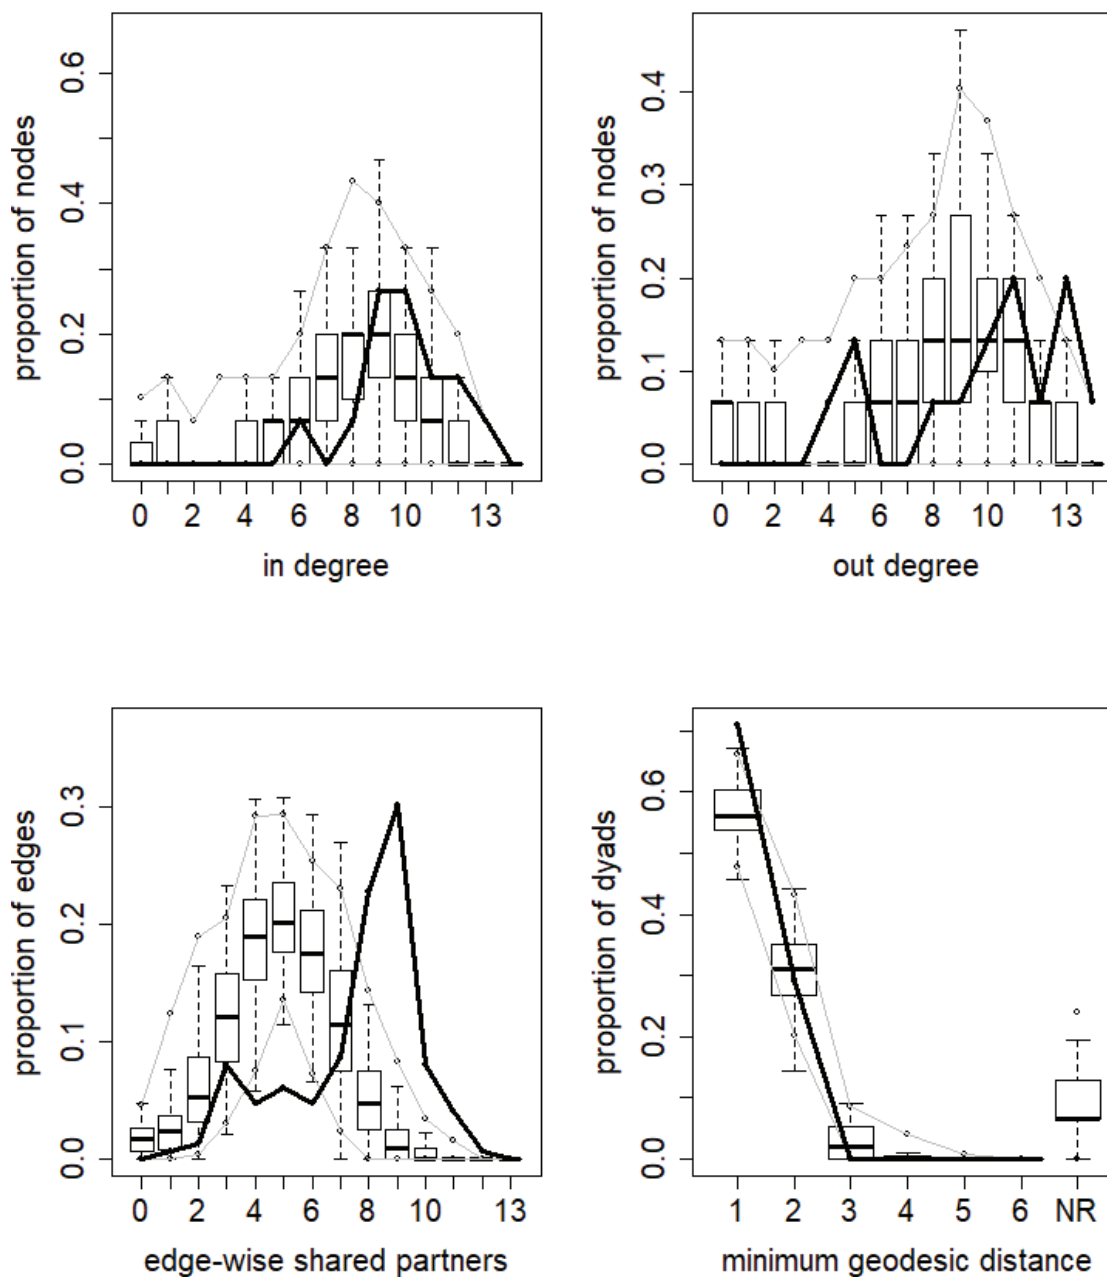 proportion of nodes
0.0 0.2 0.4 0.6
0 2 4 6 8 10 13
in degree
proportion of nodes
0.0 0.1 0.2 0.3 0.4
0 2 4 6 8 10 13
out degree
proportion of edges
0.0 0.1 0.2 0.3
0 2 4 6 8 10 13
edge-wise shared partners
proportion of dyads
0.0 0.2 0.4 0.6
1 2 3 4 5 6 NR
minimum geodesic distance